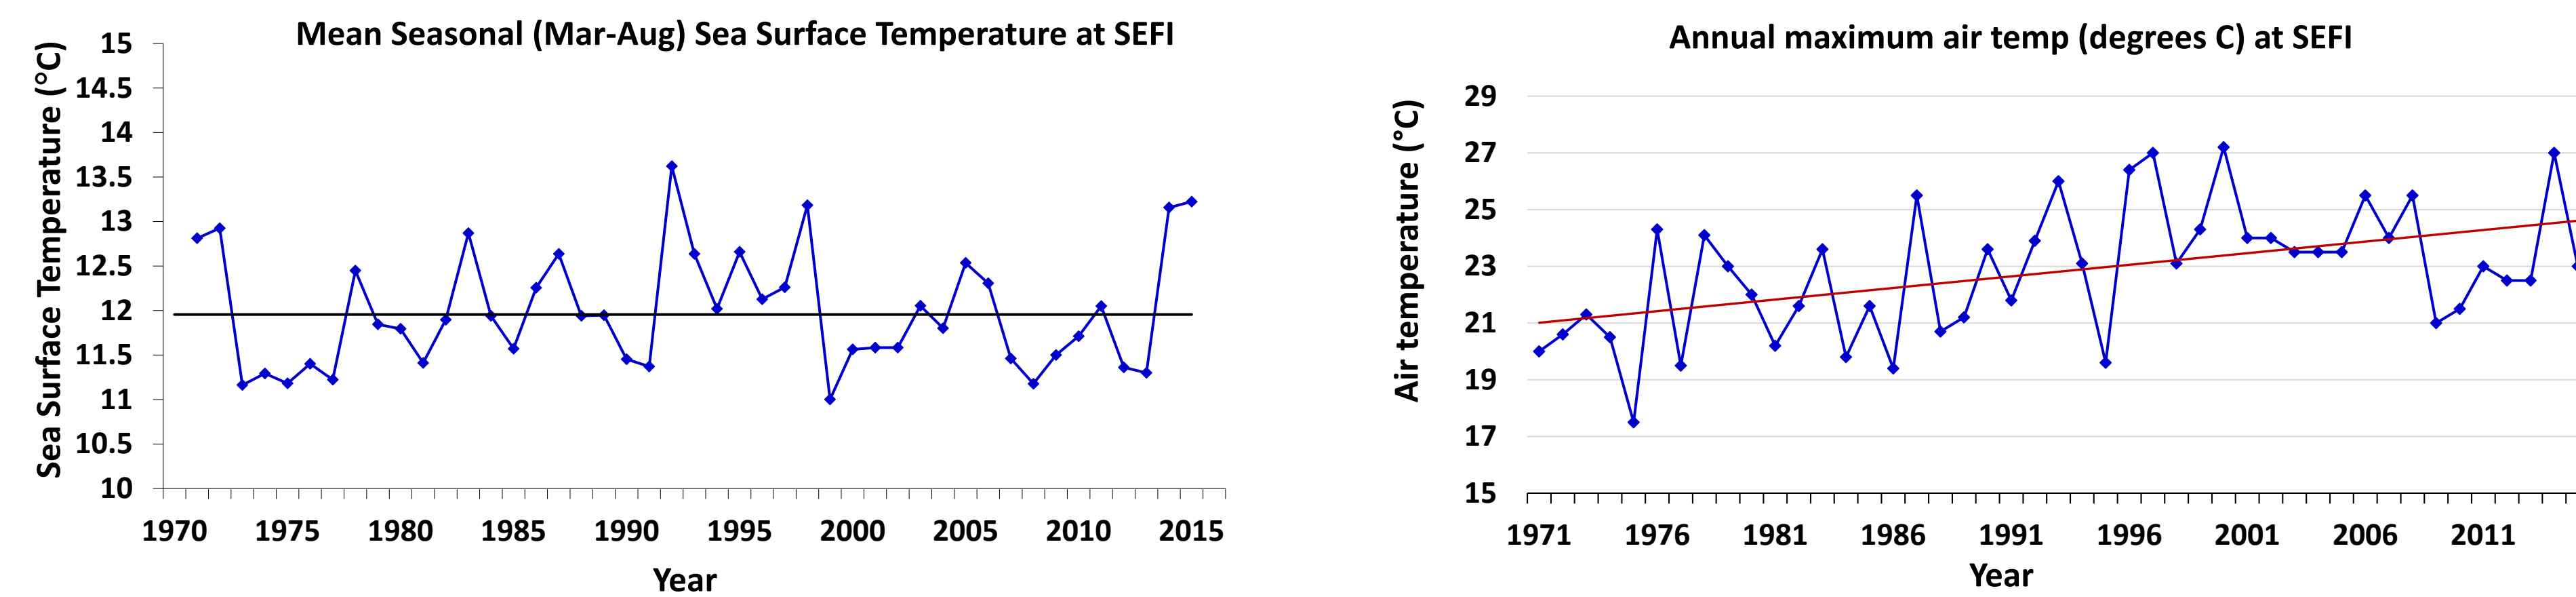 Mean Seasonal (Mar-Aug) Sea Surface Temperature at SEFI
Sea Surface Temperature (°C)
15
14.5
14
13.5
13
12.5
12
11.5
11
10.5
10
1970 1975 1980 1985 1990 1995 2000 2005 2010 2015
Year
Annual maximum air temp (degrees C) at SEFI
Air temperature (°C)
29
27
25
23
21
19
17
15
1971 1976 1981 1986 1991 1996 2001 2006 2011
Year